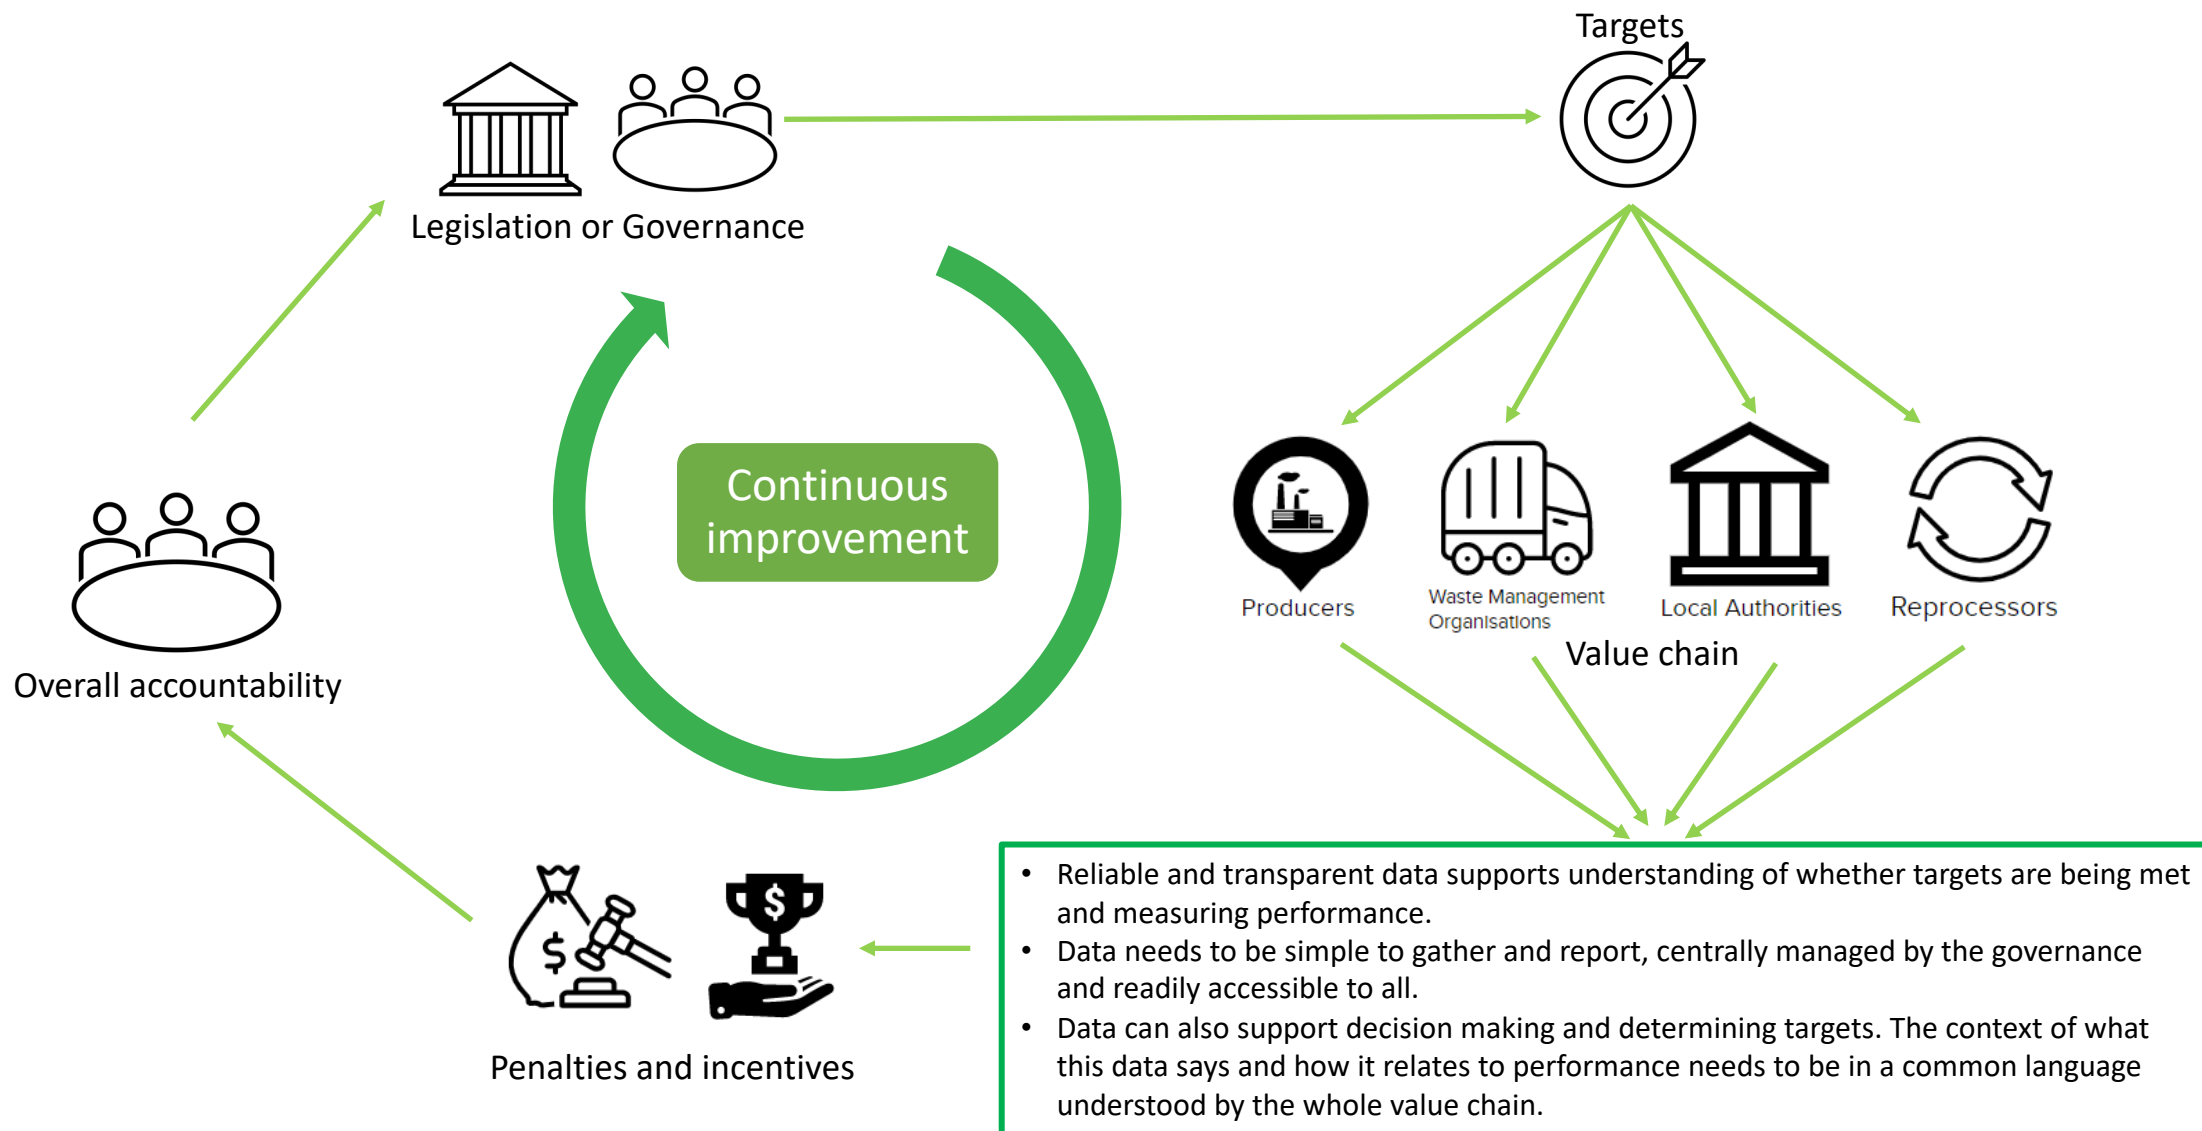 Targets
Legislation or Governance
Continuous
improvement
Producers
Waste Management
Organisations
Local Authorities
Reprocessors
Value chain
Overall accountability
$
$
Penalties and incentives
• Reliable and transparent data supports understanding of whether targets are being met
and measuring performance.
• Data needs to be simple to gather and report, centrally managed by the governance
and readily accessible to all.
• Data can also support decision making and determining targets. The context of what
this data says and how it relates to performance needs to be in a common language
understood by the whole value chain.